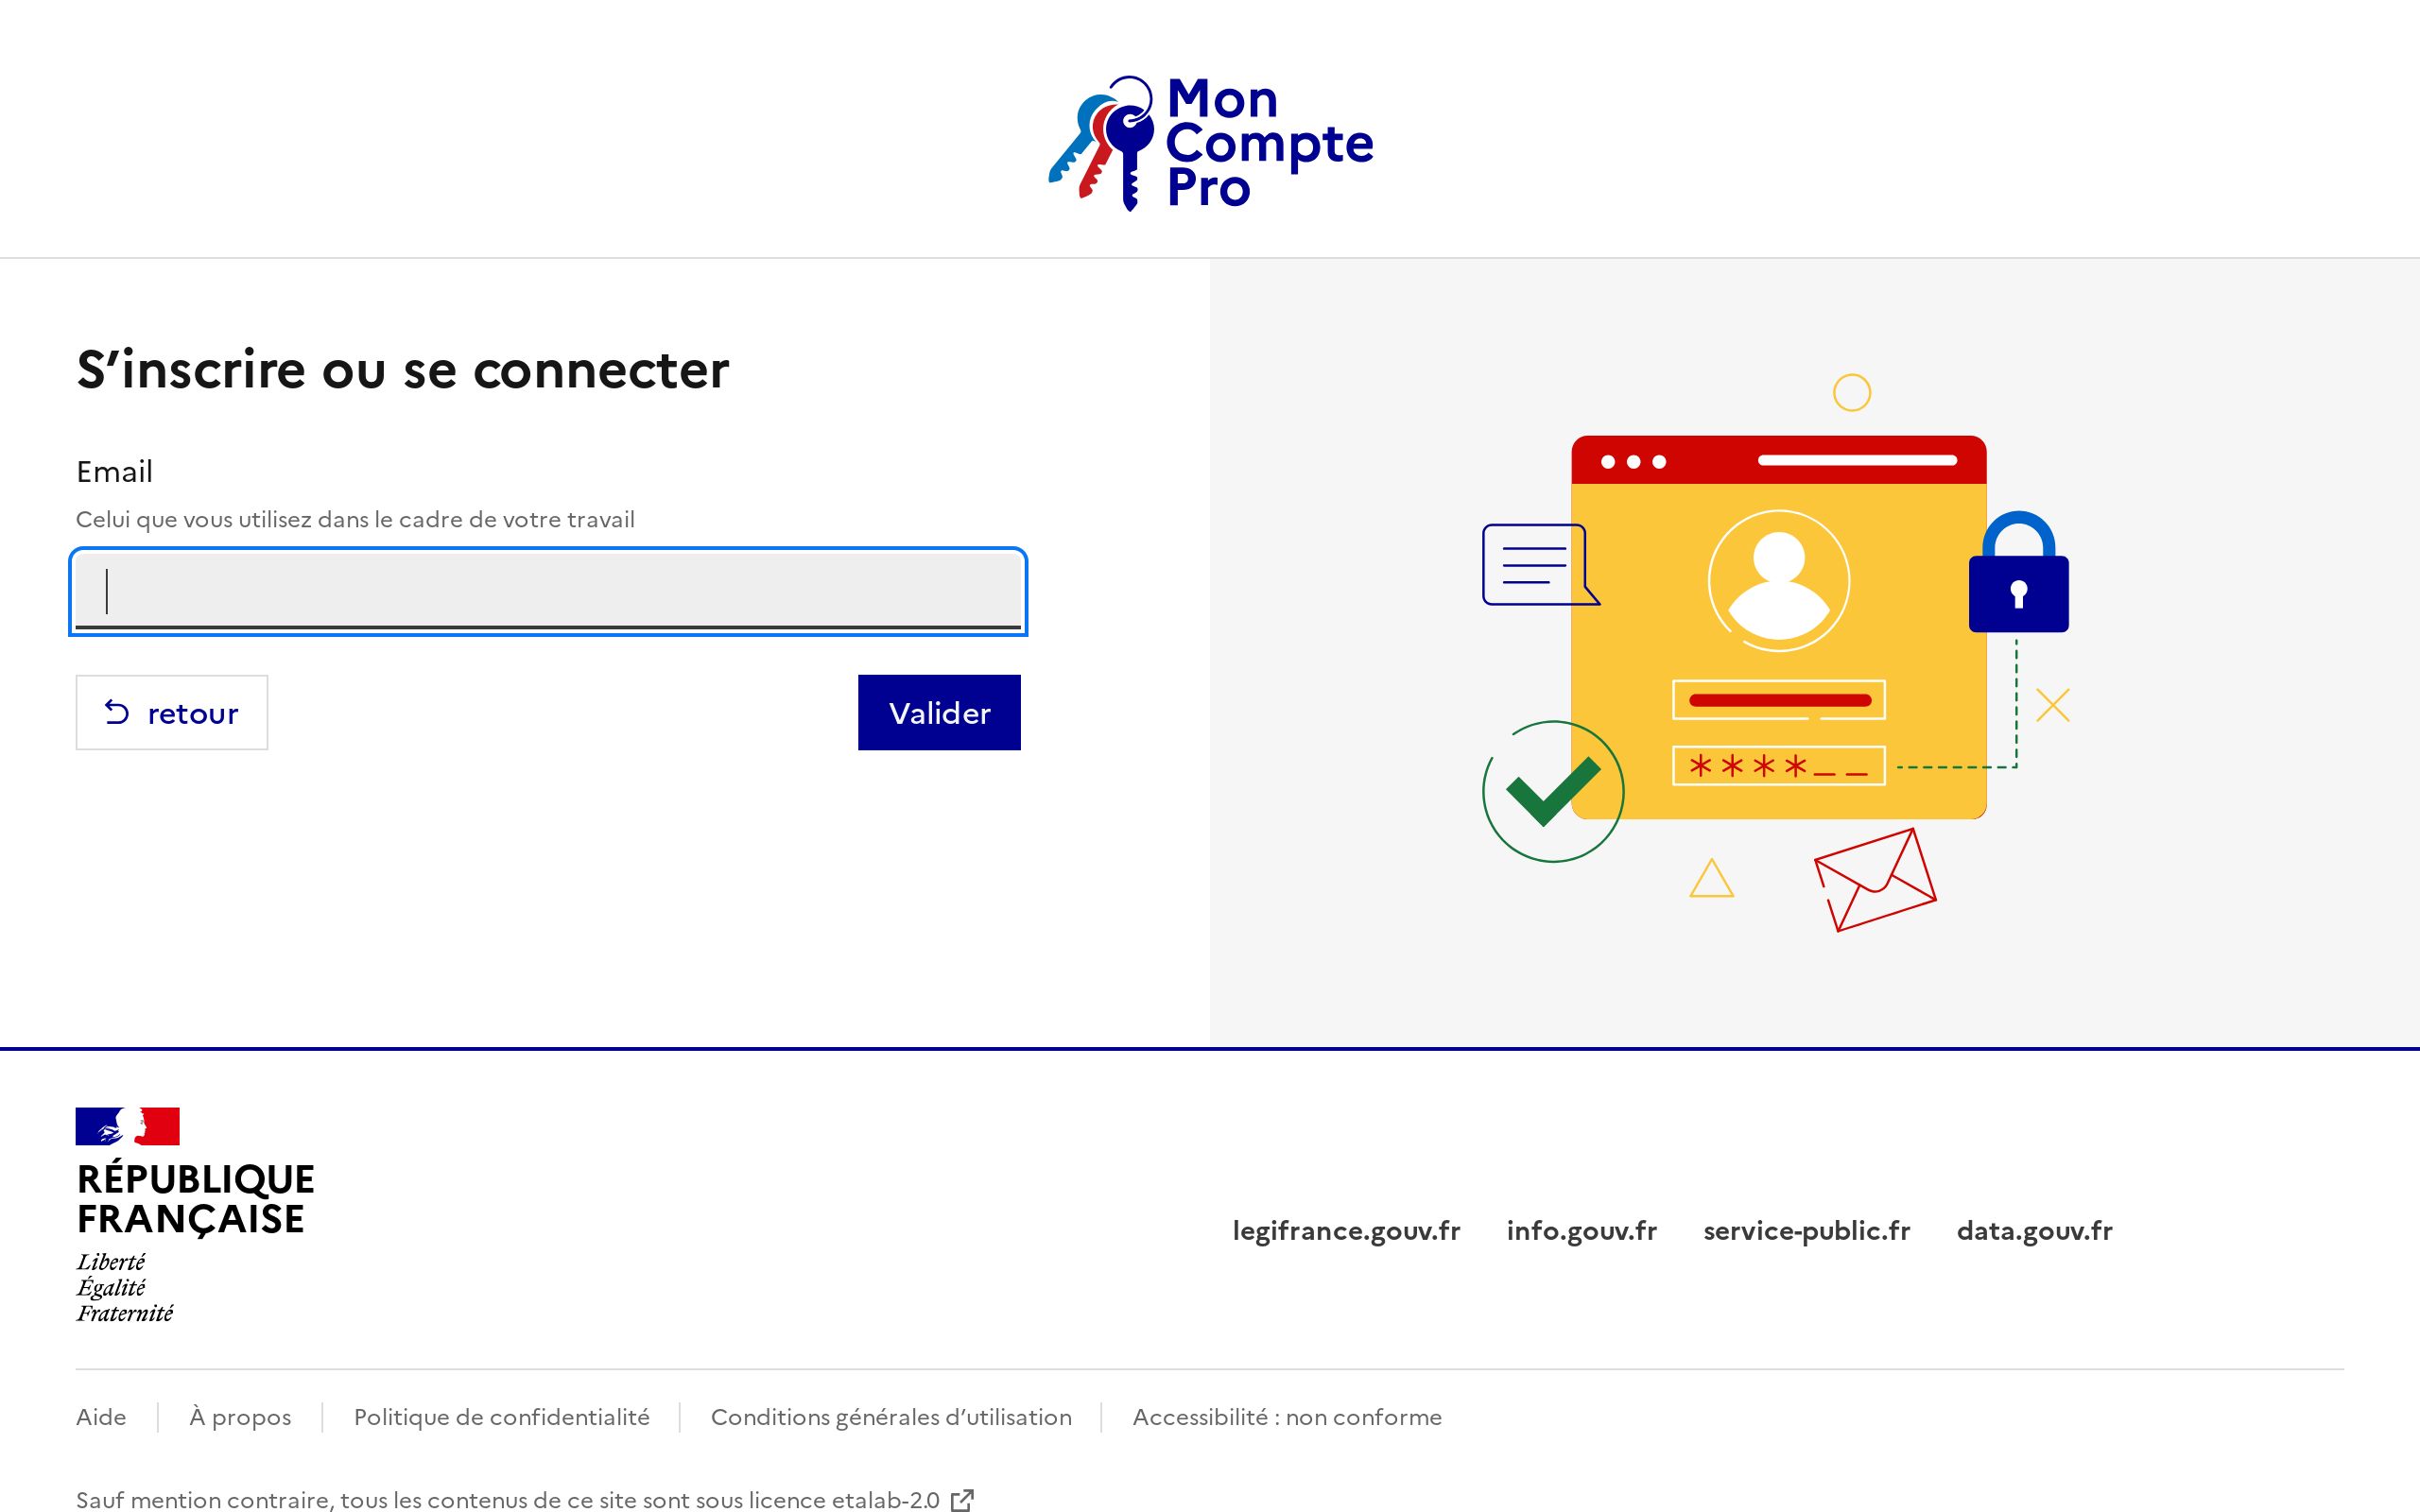 Mon
Compte
Pro
S’inscrire ou se connecter
Email
Celui que vous utilisez dans le cadre de votre travail
retour
Valider
****__
RÉPUBLIQUE
FRANÇAISE
Liberté
Égalité
Fraternité
legifrance.gouv.fr info.gouv.fr service-public.fr data.gouv.fr
Aide À propos Politique de confidentialité Conditions générales d’utilisation Accessibilité : non conforme
Sauf mention contraire, tous les contenus de ce site sont sous licence etalab-2.0